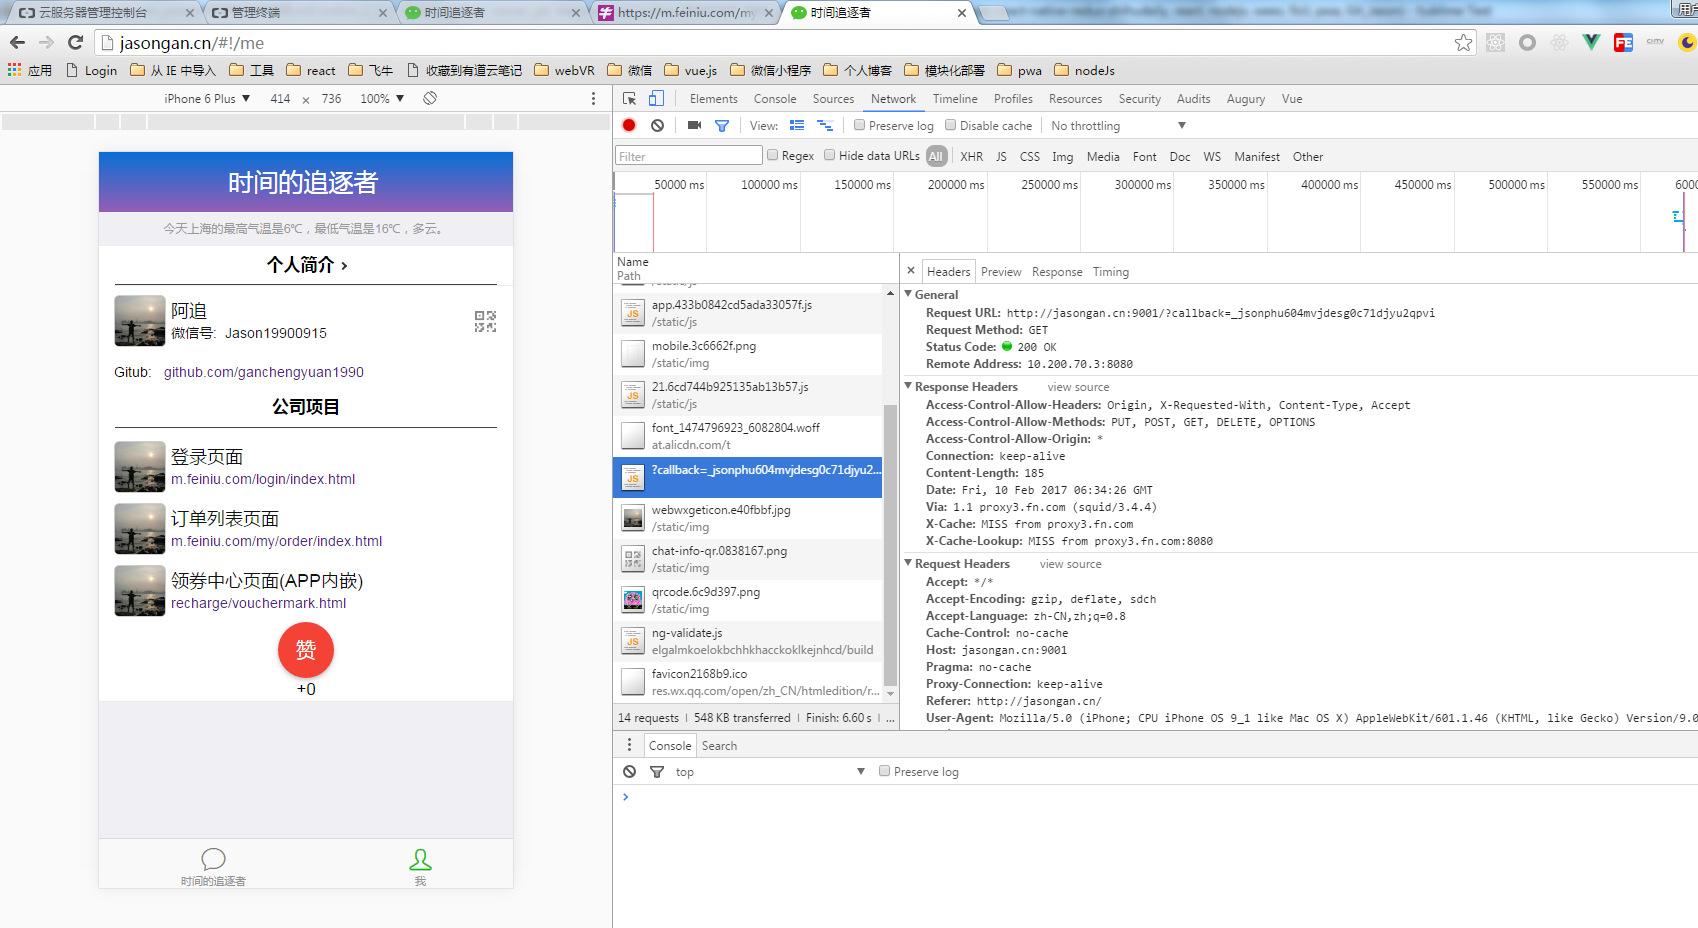 云服务器管理控制台
管理终端
时间追逐者
https://m.feiniu.com/my
时间追逐者
jasongan.cn/#!/me
应用 Login 从 IE 中导入 工具 react 飞牛 收藏到有道云笔记 webVR 微信 vue.js 微信小程序 个人博客 模块化部署 pwa nodeJs
iPhone 6 Plus ▼ 414 x 736 100% ▼
时间的追逐者
今天上海的最高气温是6℃，最低气温是16℃，多云。
个人简介 ›
阿追
微信号: Jason19900915
Gitub: github.com/ganchengyuan1990
公司项目
登录页面
m.feiniu.com/login/index.html
订单列表页面
m.feiniu.com/my/order/index.html
领券中心页面(APP内嵌)
recharge/vouchermark.html
赞
+0
时间的追逐者
我
Elements Console Sources Network Timeline Profiles Resources Security Audits Augury Vue
View: Preserve log Disable cache No throttling ▼
Filter Regex Hide data URLs All XHR JS CSS Img Media Font Doc WS Manifest Other
50000 ms 100000 ms 150000 ms 200000 ms 250000 ms 300000 ms 350000 ms 400000 ms 450000 ms 500000 ms 550000 ms 6000
Name
Path
/static/js
app.433b0842cd5ada33057f.js
/static/js
mobile.3c6662f.png
/static/img
21.6cd744b925135ab13b57.js
/static/js
font_1474796923_6082804.woff
at.alicdn.com/t
?callback=_jsonphu604mvjdesg0c71djyu2...
webwxgeticon.e40fbbf.jpg
/static/img
chat-info-qr.0838167.png
/static/img
qrcode.6c9d397.png
/static/img
ng-validate.js
elgalmkoelokbchhkhacckoklkejnhcd/build
favicon2168b9.ico
res.wx.qq.com/open/zh_CN/htmledition/r...
14 requests | 548 KB transferred | Finish: 6.60 s | ...
× Headers Preview Response Timing
▼ General
Request URL: http://jasongan.cn:9001/?callback=_jsonphu604mvjdesg0c71djyu2qpvi
Request Method: GET
Status Code: 200 OK
Remote Address: 10.200.70.3:8080
▼ Response Headers view source
Access-Control-Allow-Headers: Origin, X-Requested-With, Content-Type, Accept
Access-Control-Allow-Methods: PUT, POST, GET, DELETE, OPTIONS
Access-Control-Allow-Origin: *
Connection: keep-alive
Content-Length: 185
Date: Fri, 10 Feb 2017 06:34:26 GMT
Via: 1.1 proxy3.fn.com (squid/3.4.4)
X-Cache: MISS from proxy3.fn.com
X-Cache-Lookup: MISS from proxy3.fn.com:8080
▼ Request Headers view source
Accept: */*
Accept-Encoding: gzip, deflate, sdch
Accept-Language: zh-CN,zh;q=0.8
Cache-Control: no-cache
Host: jasongan.cn:9001
Pragma: no-cache
Proxy-Connection: keep-alive
Referer: http://jasongan.cn/
User-Agent: Mozilla/5.0 (iPhone; CPU iPhone OS 9_1 like Mac OS X) AppleWebKit/601.1.46 (KHTML, like Gecko) Version/9.0
Console Search
top ▼ Preserve log